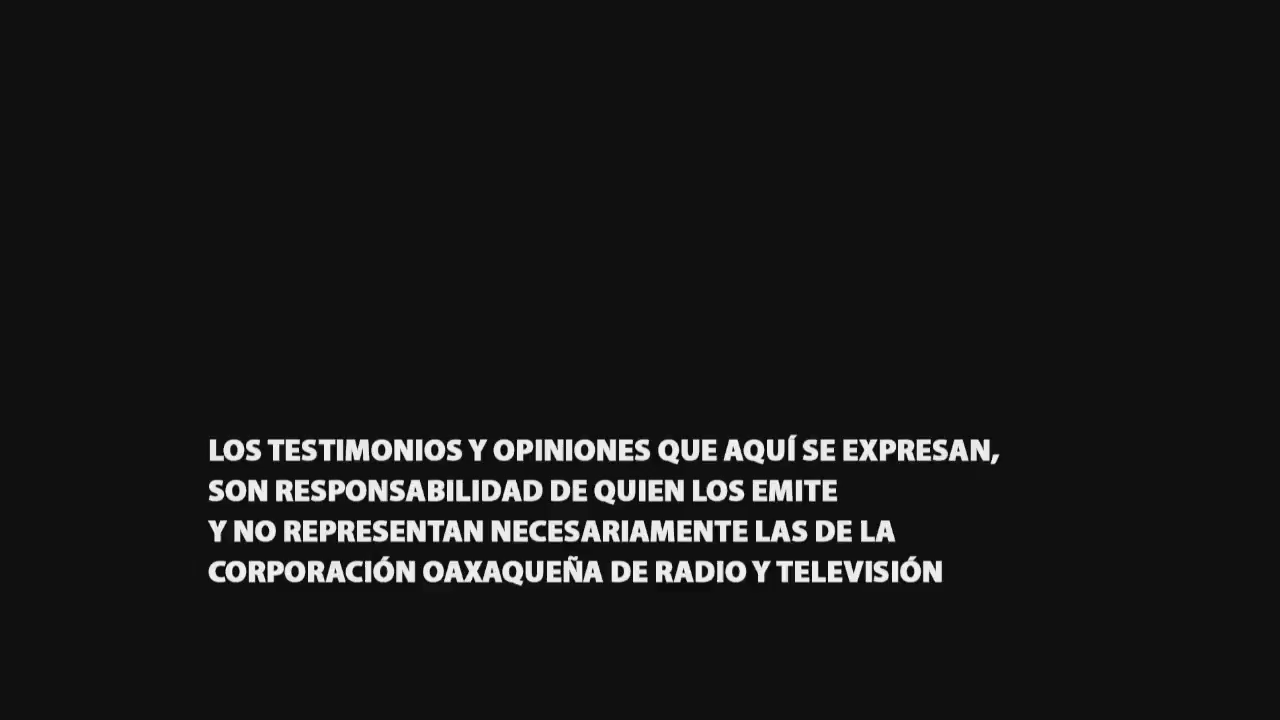 LOS TESTIMONIOS Y OPINIONES QUE AQUÍ SE EXPRESAN,
SON RESPONSABILIDAD DE QUIEN LOS EMITE
Y NO REPRESENTAN NECESARIAMENTE LAS DE LA
CORPORACIÓN OAXAQUEÑA DE RADIO Y TELEVISIÓN